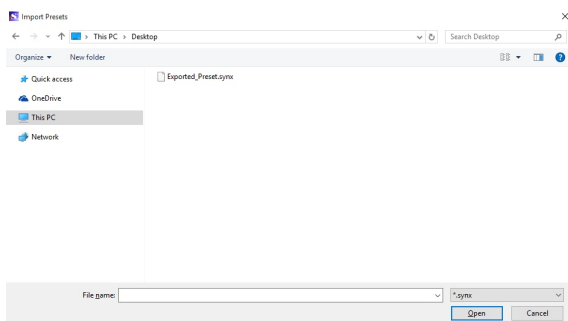 Import Presets
This PC > Desktop
Search Desktop
Organize New folder
Quick access
Exported_Preset.synx
OneDrive
This PC
Network
File name:
*.synx
Open Cancel